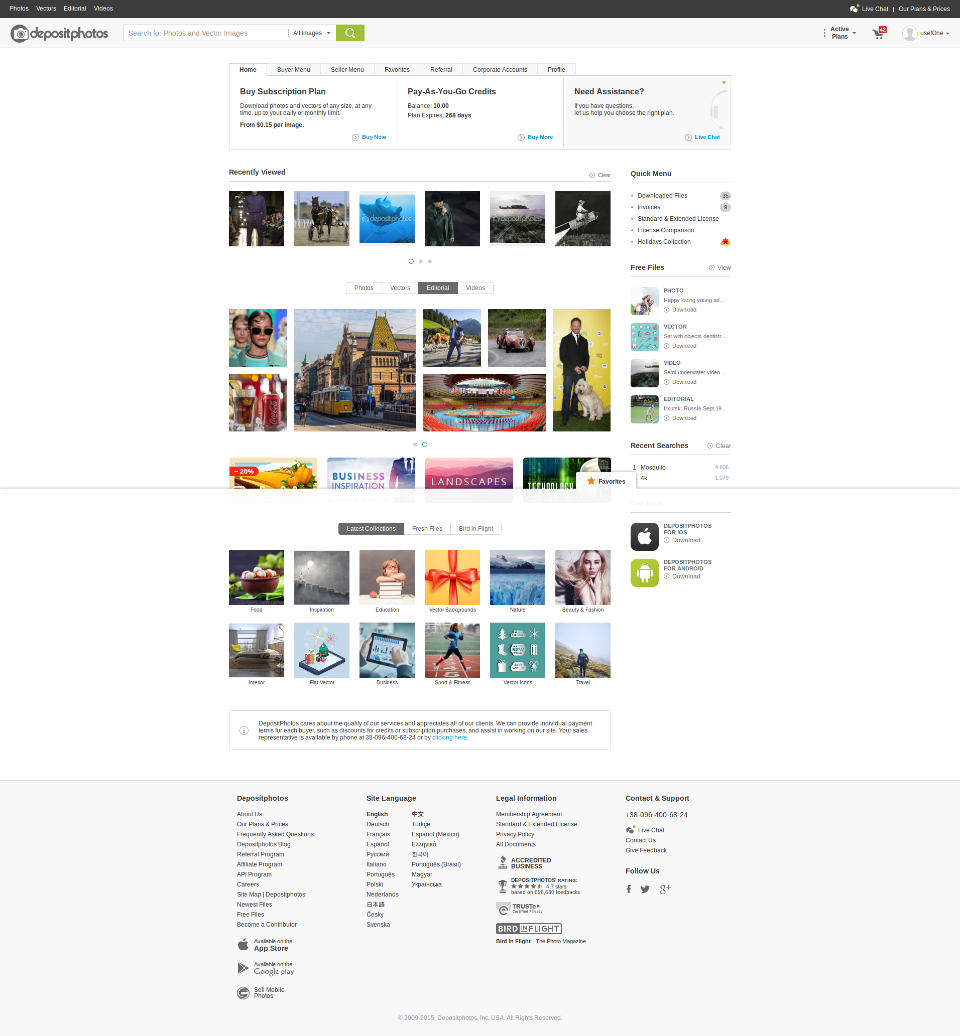 Photos Vectors Editorial Videos
Live Chat | Our Plans & Prices
depositphotos
Search for Photos and Vector Images
All Images
Active Plans
42
userOne
Home Buyer Menu Seller Menu Favorites Referral Corporate Accounts Profile
Buy Subscription Plan
Download photos and vectors of any size, at any
time, up to your daily or monthly limit.
From $0.15 per image.
Buy Now
Pay-As-You-Go Credits
Balance: 10.00
Plan Expires: 268 days
Buy More
Need Assistance?
If you have questions,
let us help you choose the right plan.
Live Chat
Recently Viewed
Clear
depositphotos
depositphotos
Photos Vectors Editorial Videos
- 20%
BUSINESS
INSPIRATION
LANDSCAPES
TECHNOLOGY
Favorites
Quick Menu
Downloaded Files 35
Invoices 9
Standard & Extended License
License Comparison
Holidays Collection
Free Files
View
PHOTO
Happy loving young ad...
Download
VECTOR
Set with objects dentistr...
Download
VIDEO
Semi underwater video ...
Download
EDITORIAL
Irkutsk, Russia-Sept,19...
Download
Recent Searches
Clear
1. Mosquito 4,606
4k 1,079
DEPOSITPHOTOS
FOR IOS
Download
DEPOSITPHOTOS
FOR ANDROID
Download
Latest Collections Fresh Files Bird in Flight
Food Inspiration Education Vector Backgrounds Nature Beauty & Fashion
Interior Flat Vector Business Sport & Fitness Vector Icons Travel
DepositPhotos cares about the quality of our services and appreciates all of our clients. We can provide individual payment
terms for each buyer, such as discounts for credits or subscription purchases, and assist in working on our site. Your sales
representative is available by phone at 38-096-400-68-24 or by clicking here.
Depositphotos
About Us
Our Plans & Prices
Frequently Asked Questions
Depositphotos Blog
Referral Program
Affiliate Program
API Program
Careers
Site Map | Depositphotos
Newest Files
Free Files
Become a Contributor
Available on the
App Store
Available on the
Google play
Sell Mobile
Photos
Site Language
English
Deutsch
Français
Español
Русский
Italiano
Português
Polski
Nederlands
日本語
Česky
Svenska
中文
Türkçe
Español (Mexico)
Ελληνικά
한국어
Português (Brasil)
Magyar
Українська
Legal Information
Membership Agreement
Standard & Extended License
Privacy Policy
All Documents
ACCREDITED
BUSINESS
DEPOSITPHOTOS' RATING:
4.7 stars
based on 696,630 feedbacks
TRUSTe
Certified Privacy
BIRD IN FLIGHT
Bird in Flight - The Photo Magazine
Contact & Support
+38-096-400-68-24
Live Chat
Contact Us
Give Feedback
Follow Us
© 2009-2015. Depositphotos, Inc. USA. All Rights Reserved.